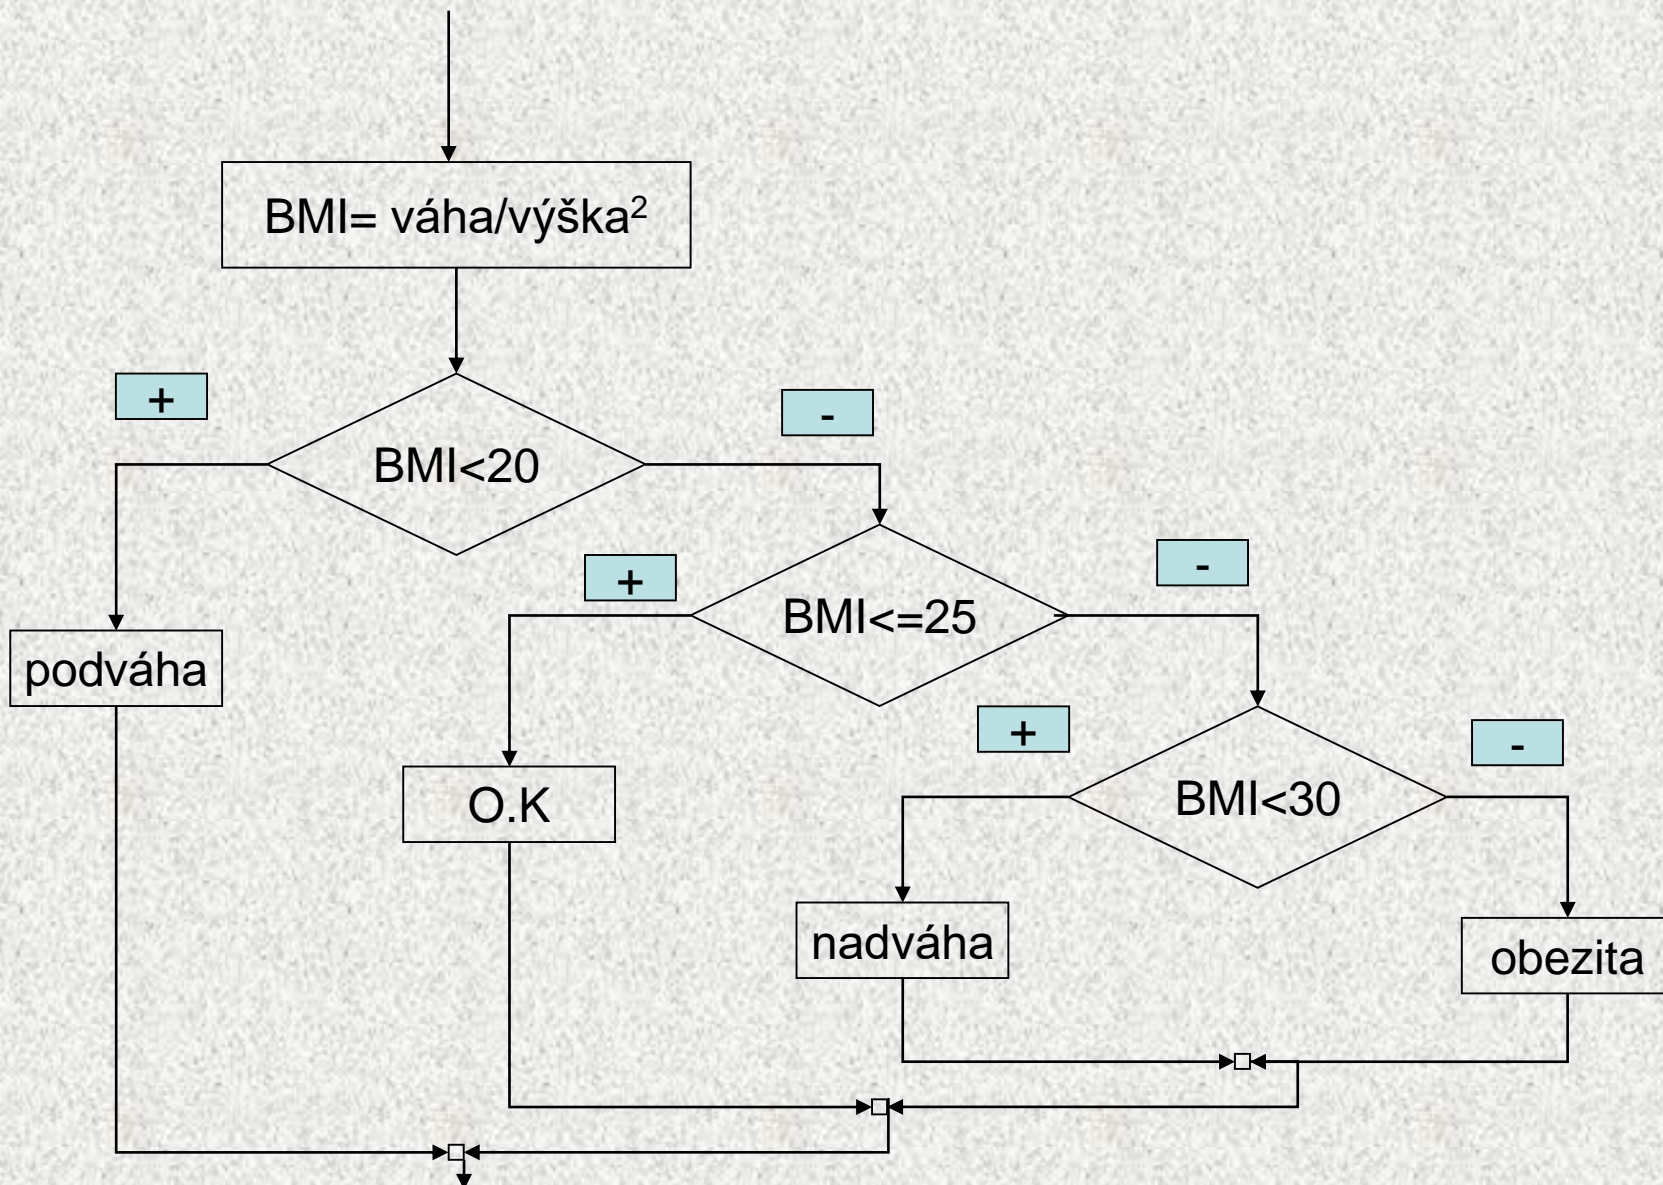 BMI= váha/výška²
+
-
BMI<20
+
-
BMI<=25
podváha
+
-
O.K
BMI<30
nadváha
obezita